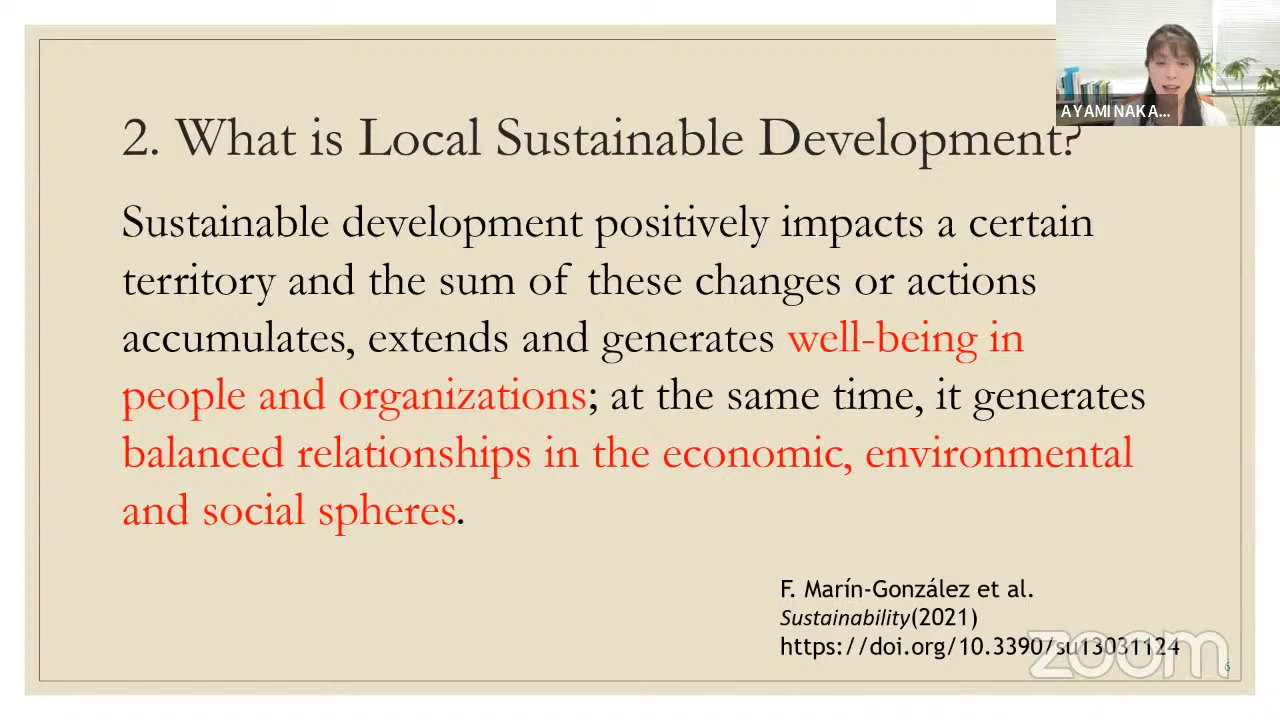 AYAMI NAKA...
2. What is Local Sustainable Development?
Sustainable development positively impacts a certain
territory and the sum of these changes or actions
accumulates, extends and generates well-being in
people and organizations; at the same time, it generates
balanced relationships in the economic, environmental
and social spheres.
F. Marín-González et al.
Sustainability(2021)
https://doi.org/10.3390/su13031124
zoom
6